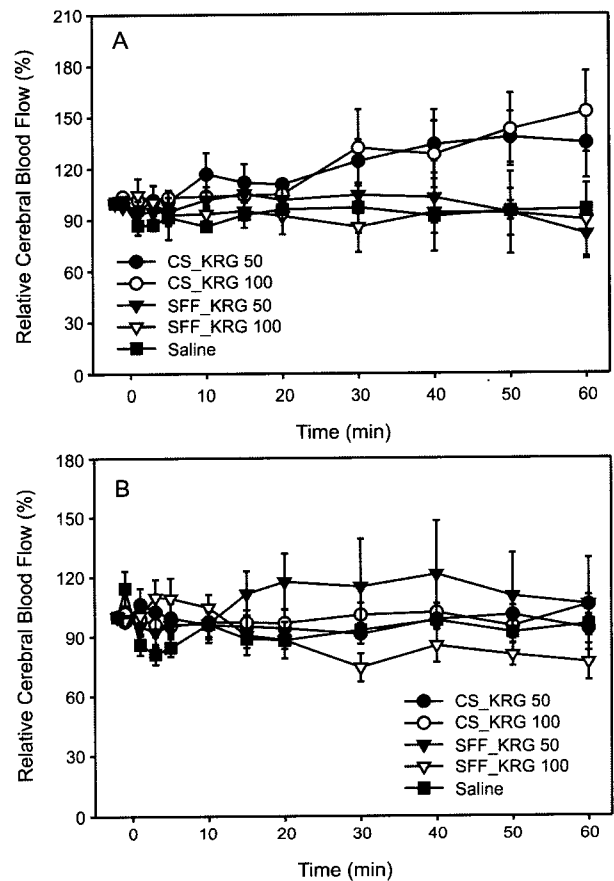 A
Relative Cerebral Blood Flow (%)
210
180
150
120
90
60
30
0
CS_KRG 50
CS_KRG 100
SFF_KRG 50
SFF_KRG 100
Saline
0 10 20 30 40 50 60
Time (min)
B
Relative Cerebral Blood Flow (%)
180
150
120
90
60
30
0
CS_KRG 50
CS_KRG 100
SFF_KRG 50
SFF_KRG 100
Saline
0 10 20 30 40 50 60
Time (min)